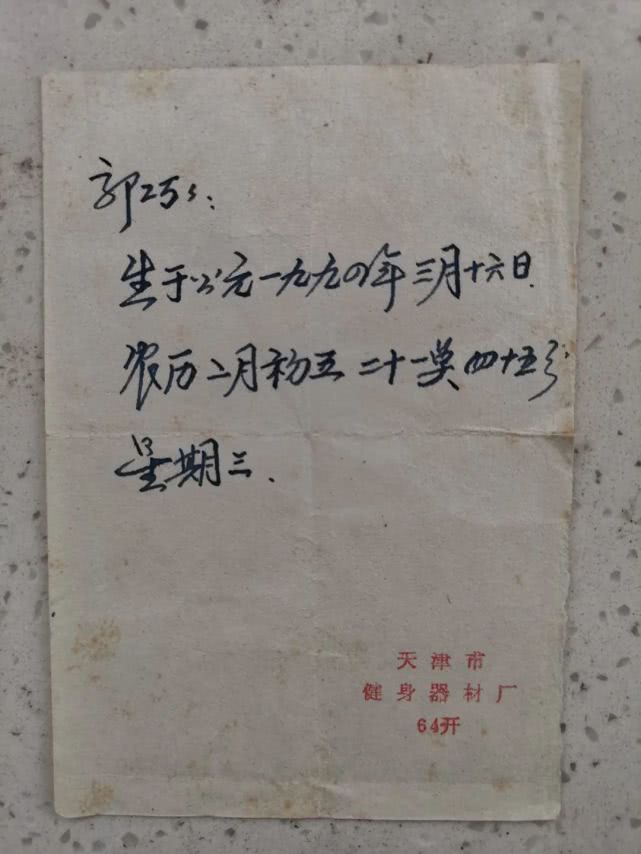 郭巧々：
生于公元一九九四年三月十六日.
农历二月初五二十一奌四十五分
星期三.
天津市
健身器材厂
64开